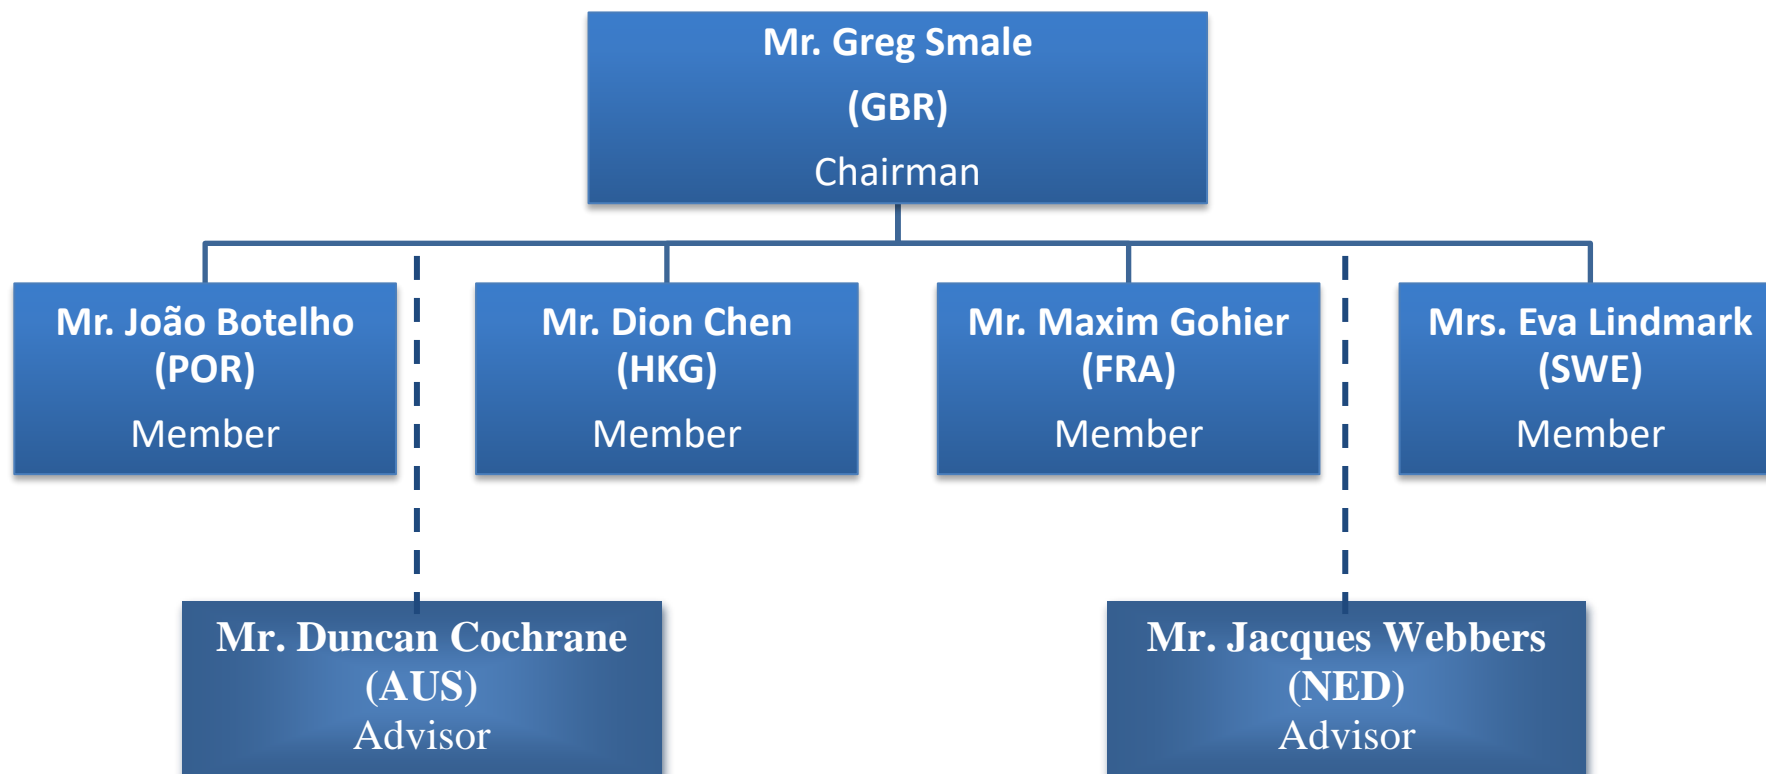 Mr. Greg Smale
(GBR)
Chairman
Mr. João Botelho
(POR)
Member
Mr. Dion Chen
(HKG)
Member
Mr. Maxim Gohier
(FRA)
Member
Mrs. Eva Lindmark
(SWE)
Member
Mr. Duncan Cochrane
(AUS)
Advisor
Mr. Jacques Webbers
(NED)
Advisor